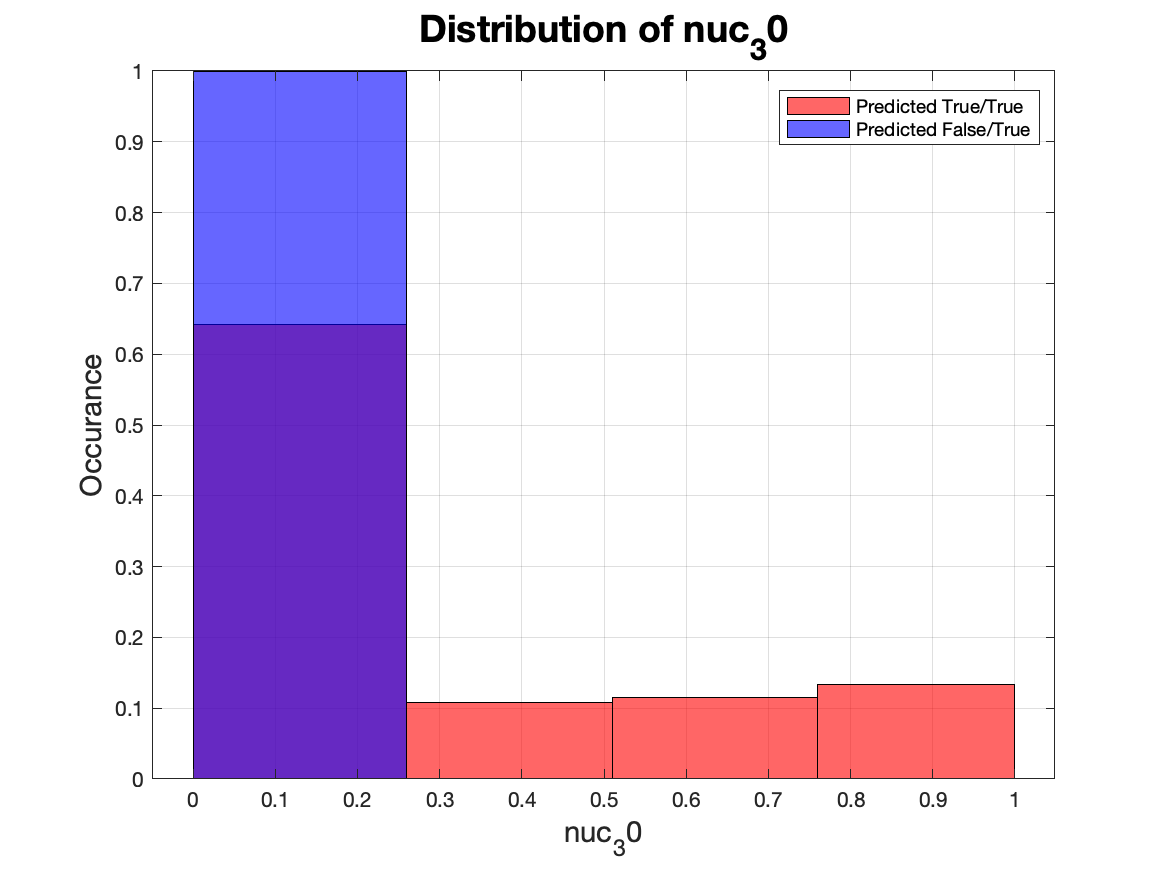 Distribution of nuc₃0
1
0.9
0.8
0.7
0.6
0.5
0.4
0.3
0.2
0.1
0
Occurance
Predicted True/True
Predicted False/True
0 0.1 0.2 0.3 0.4 0.5 0.6 0.7 0.8 0.9 1
nuc₃0